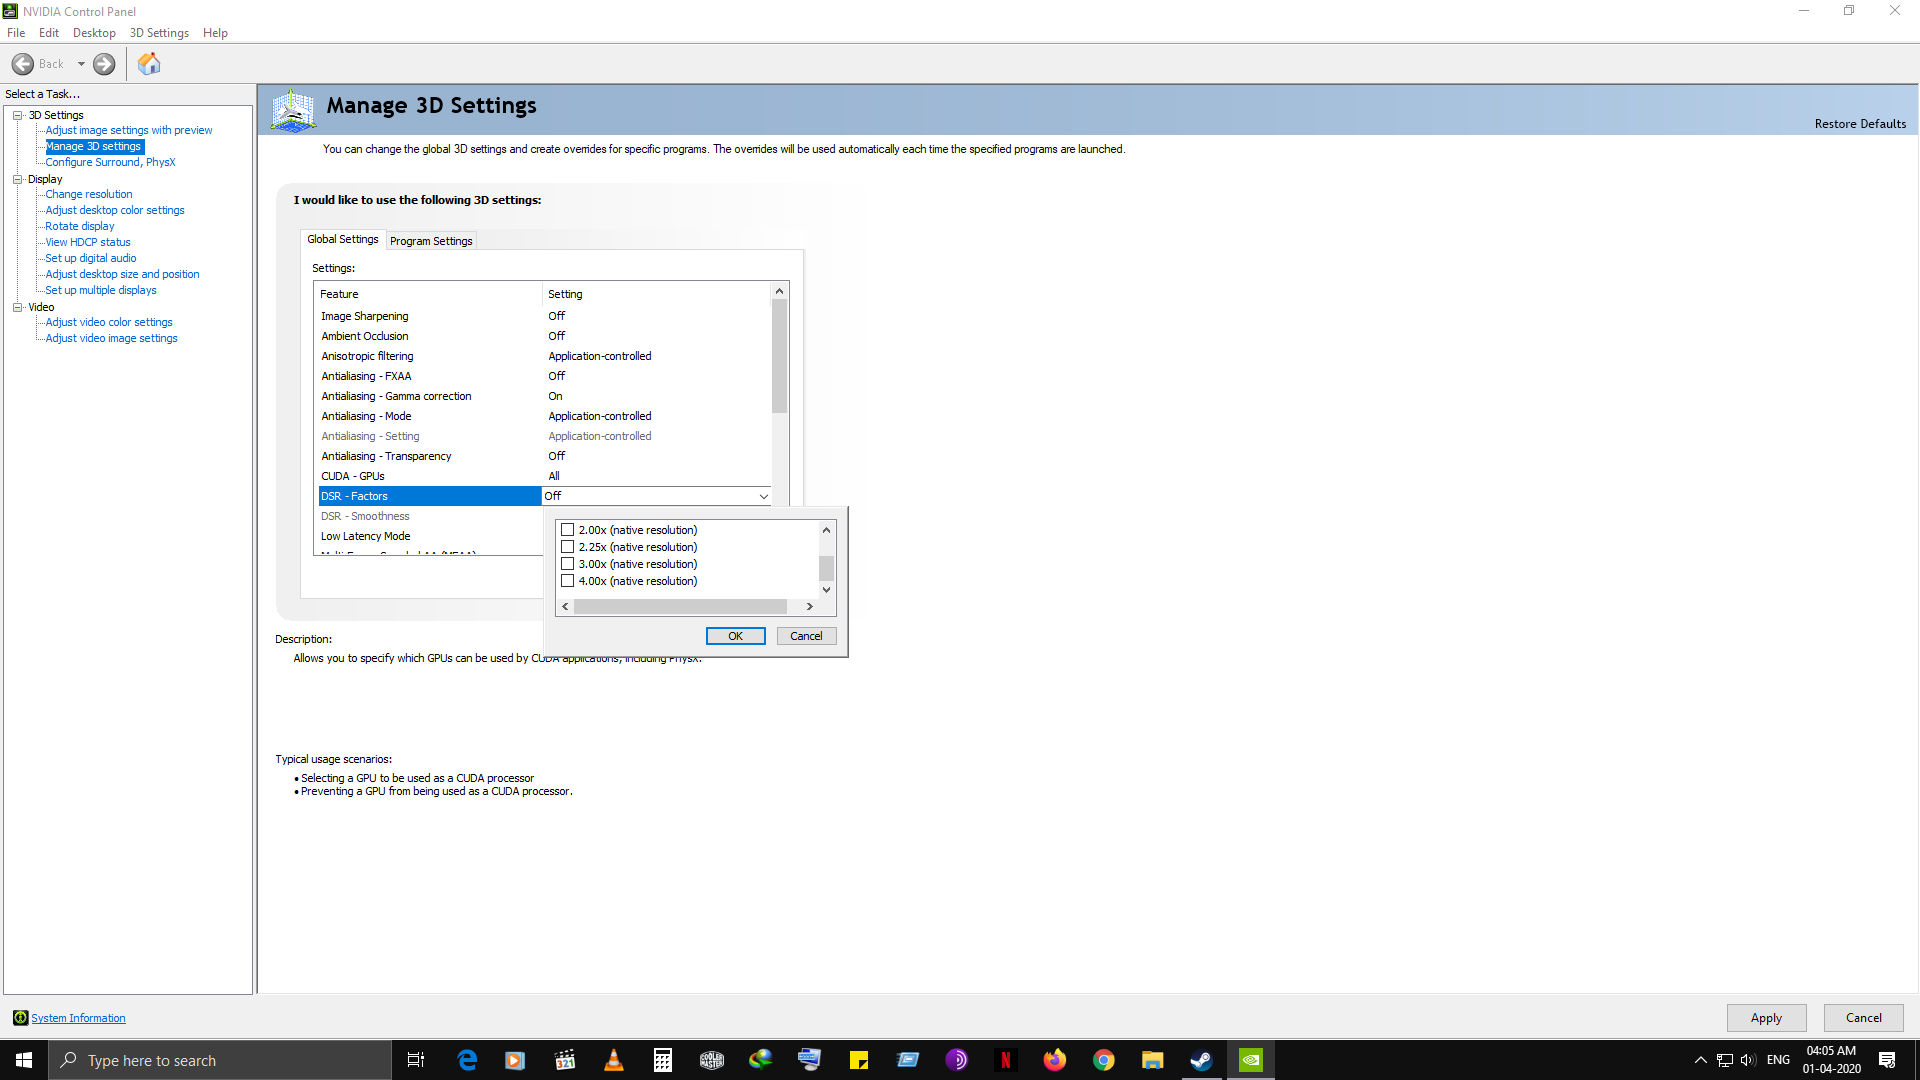 NVIDIA Control Panel
File Edit Desktop 3D Settings Help
Back
Select a Task...
3D Settings
Adjust image settings with preview
Manage 3D settings
Configure Surround, PhysX
Display
Change resolution
Adjust desktop color settings
Rotate display
View HDCP status
Set up digital audio
Adjust desktop size and position
Set up multiple displays
Video
Adjust video color settings
Adjust video image settings
Manage 3D Settings
Restore Defaults
You can change the global 3D settings and create overrides for specific programs. The overrides will be used automatically each time the specified programs are launched.
I would like to use the following 3D settings:
Global Settings Program Settings
Settings:
Feature Setting
Image Sharpening Off
Ambient Occlusion Off
Anisotropic filtering Application-controlled
Antialiasing - FXAA Off
Antialiasing - Gamma correction On
Antialiasing - Mode Application-controlled
Antialiasing - Setting Application-controlled
Antialiasing - Transparency Off
CUDA - GPUs All
DSR - Factors Off
DSR - Smoothness
Low Latency Mode
2.00x (native resolution)
2.25x (native resolution)
3.00x (native resolution)
4.00x (native resolution)
OK Cancel
Description:
Allows you to specify which GPUs can be used by CUDA applications, including PhysX.
Typical usage scenarios:
• Selecting a GPU to be used as a CUDA processor
• Preventing a GPU from being used as a CUDA processor.
System Information
Apply Cancel
Type here to search
321
COOLER MASTER
N
ENG
04:05 AM
01-04-2020